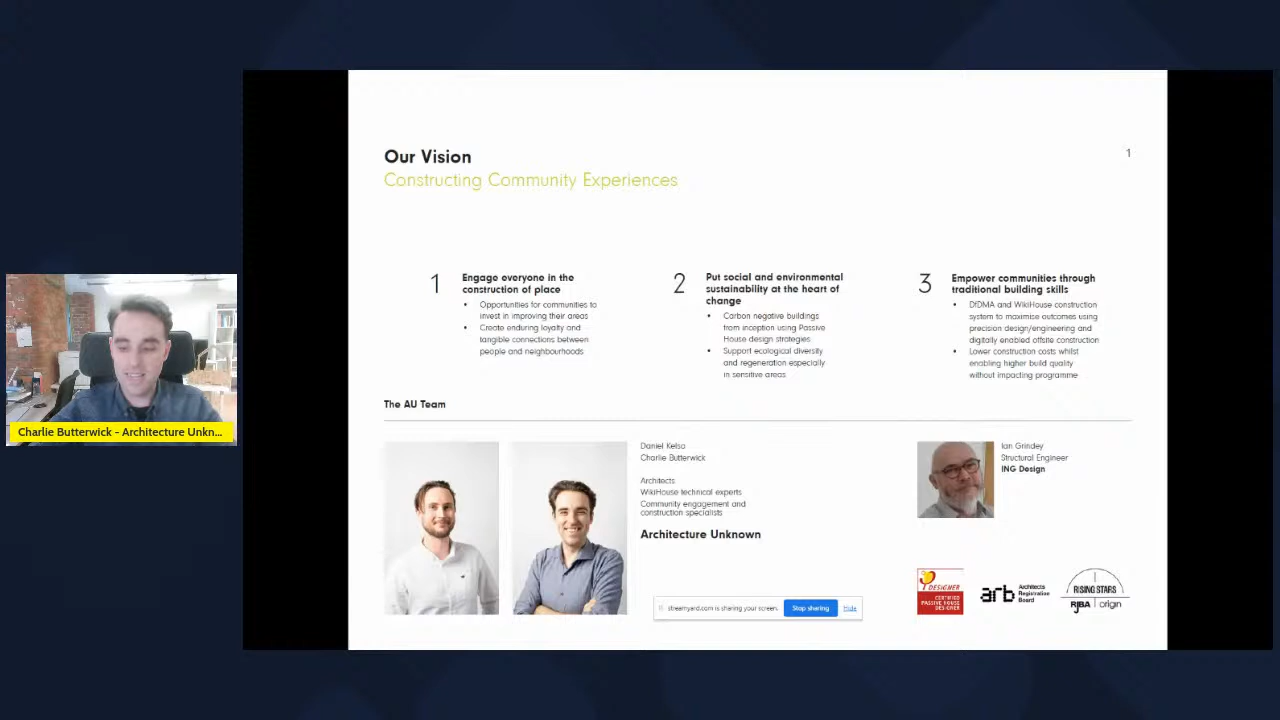 Our Vision
1
Constructing Community Experiences
1
Engage everyone in the
construction of place
• Opportunities for communities to
invest in improving their areas
• Create enduring loyalty and
tangible connections between
people and neighbourhoods
2
Put social and environmental
sustainability at the heart of
change
• Carbon negative buildings
from inception using Passive
House design strategies
• Support ecological diversity
and regeneration especially
in sensitive areas
3
Empower communities through
traditional building skills
• DfDMA and WikiHouse construction
system to maximise outcomes using
precision design/engineering and
digitally enabled offsite construction
• Lower construction costs whilst
enabling higher build quality
without impacting programme
The AU Team
Daniel Kelso
Charlie Butterwick
Architects
WikiHouse technical experts
Community engagement and
construction specialists
Architecture Unknown
Ian Grindey
Structural Engineer
ING Design
streamyard.com is sharing your screen.
Stop sharing
Hide
DESIGNER
CERTIFIED
PASSIVE HOUSE
DESIGNER
arb
Architects
Registration
Board
RISING STARS
RIBA origin
Charlie Butterwick - Architecture Unkn...